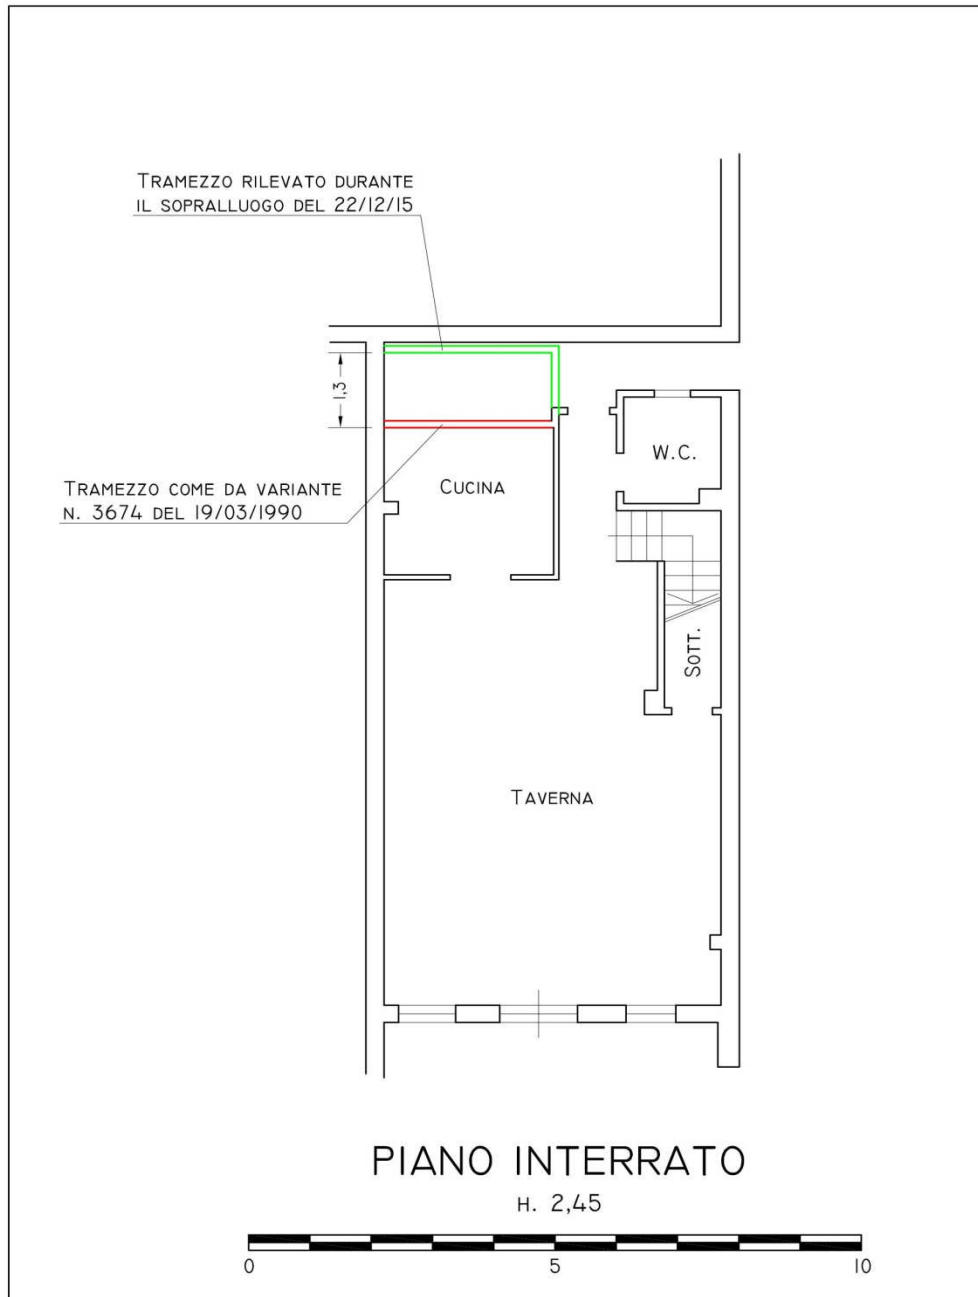 TRAMEZZO RILEVATO DURANTE
IL SOPRALLUOGO DEL 22/12/15
1,3
W.C.
CUCINA
TRAMEZZO COME DA VARIANTE
N. 3674 DEL 19/03/1990
SOTT.
TAVERNA
PIANO INTERRATO
H. 2,45
0 5 10